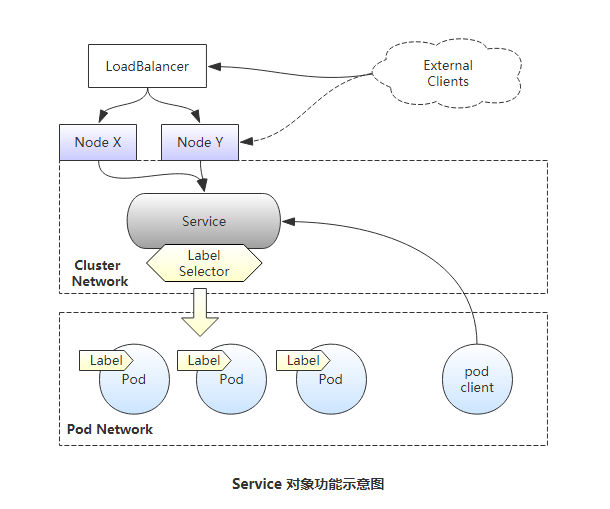 LoadBalancer
External
Clients
Node X
Node Y
Service
Label
Selector
Cluster
Network
Label
Pod
Label
Pod
Label
Pod
pod
client
Pod Network
Service 对象功能示意图